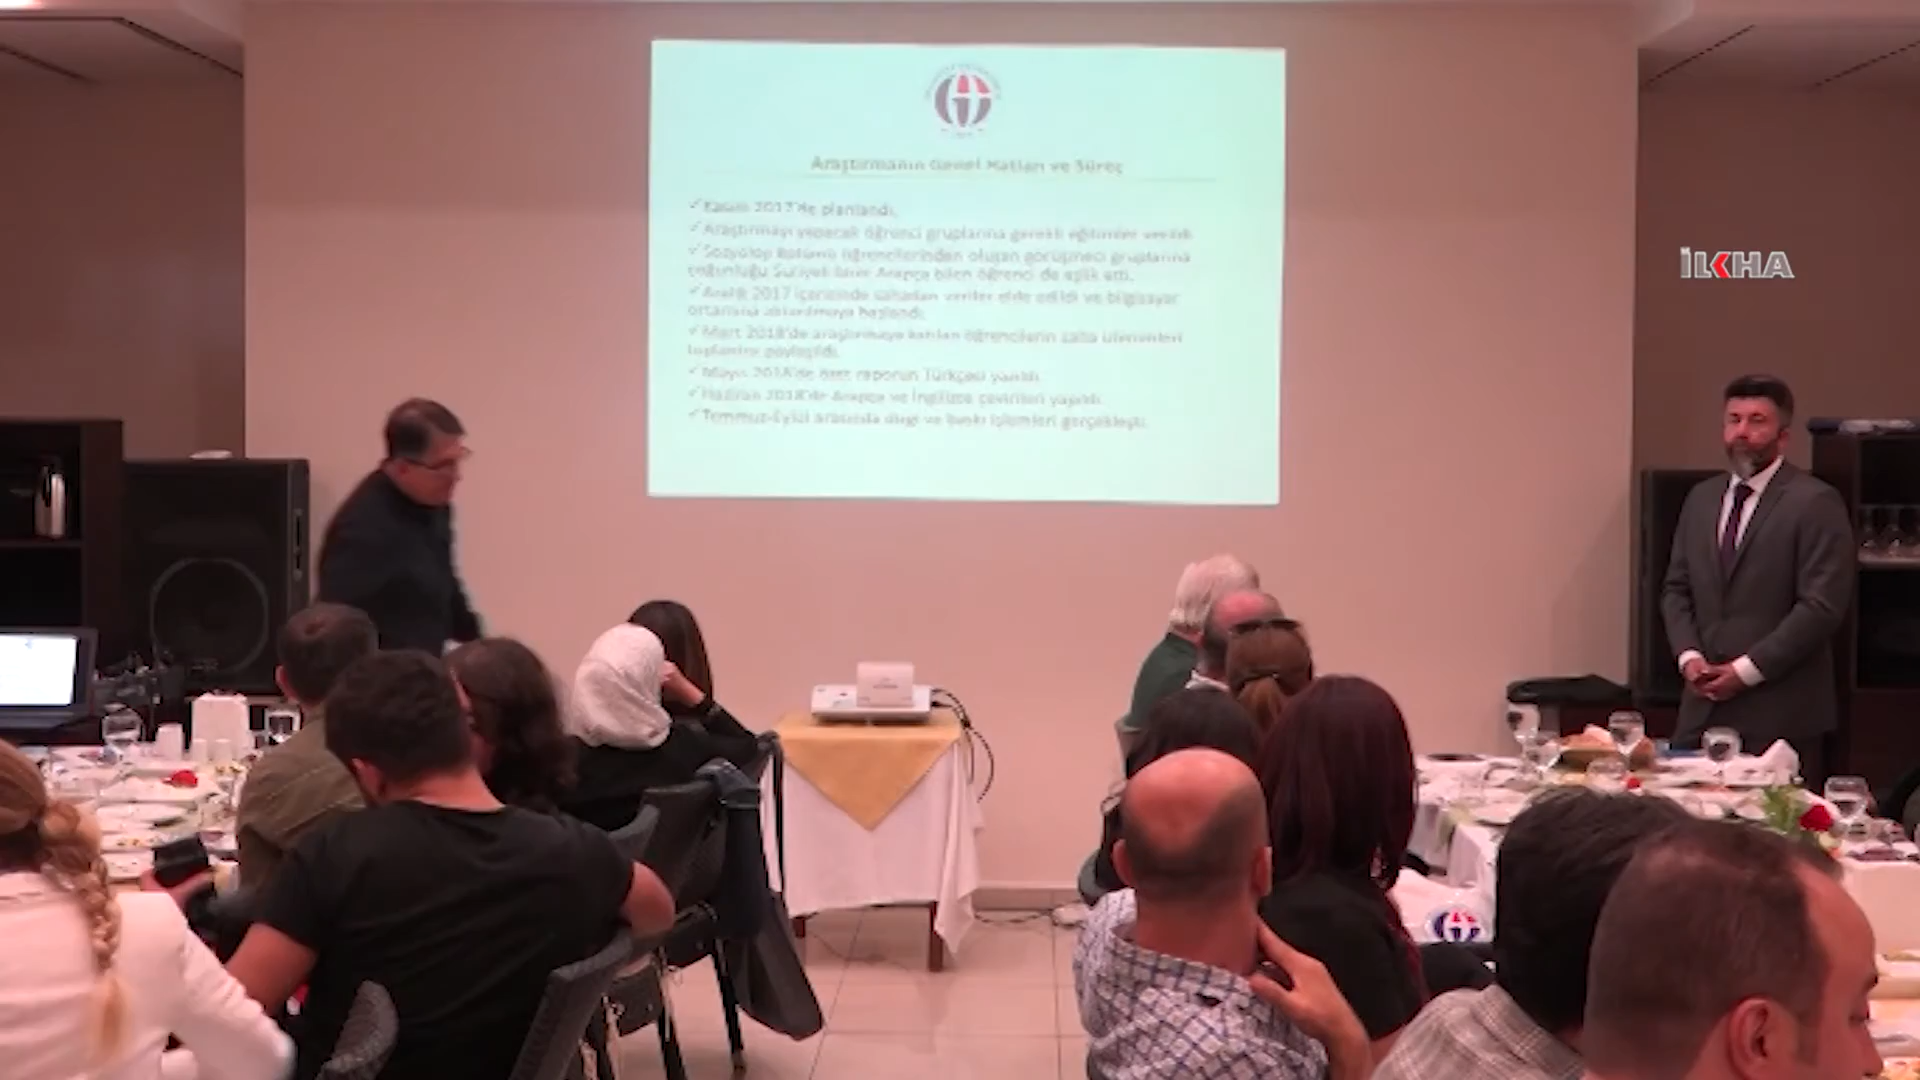 Araştırmanın Genel Hatları ve Süreç
✓Kasım 2017'de planlandı.
✓Araştırmayı yapacak öğrenci gruplarına gerekli eğitimler verildi
✓Sosyoloji Bölümü öğrencilerinden oluşan görüşmeci gruplarına
çoğunluğu Suriyeli birer Arapça bilen öğrenci de eşlik etti.
✓Aralık 2017 içerisinde sahadan veriler elde edildi ve bilgisayar
ortamına aktarılmaya başlandı.
✓Mart 2018'de araştırmaya katılan öğrencilerin saha izlenimleri
paylaşıldı.
✓Mayıs 2018'de özet raporun Türkçesi yazıldı.
✓Haziran 2018'de Arapça ve İngilizce çevirileri yapıldı.
✓Temmuz-Eylül arasında dizgi ve baskı işlemleri gerçekleşti.
İLKHA